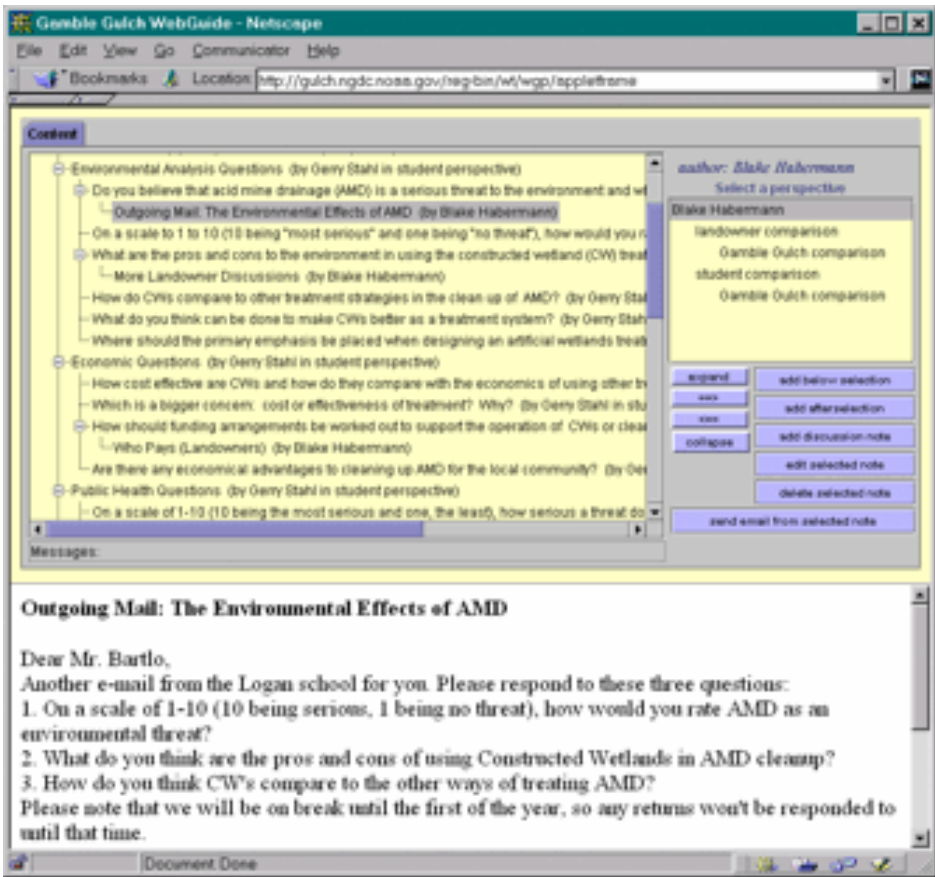 Gamble Gulch WebGuide - Netscape
File Edit View Go Communicator Help
Bookmarks Location: http://gulch.ngdc.noaa.gov/reg-bin/wt/wgp/appletframe
Content
Environmental Analysis Questions (by Gerry Stahl in student perspective)
Do you believe that acid mine drainage (AMD) is a serious threat to the environment and wh
Outgoing Mail: The Environmental Effects of AMD (by Blake Habermann)
On a scale to 1 to 10 (10 being "most serious" and one being "no threat"), how would you r
What are the pros and cons to the environment in using the constructed wetland (CW) treat
More Landowner Discussions (by Blake Habermann)
How do CWs compare to other treatment strategies in the clean up of AMD? (by Gerry Stah
What do you think can be done to make CWs better as a treatment system? (by Gerry Stah
Where should the primary emphasis be placed when designing an artificial wetlands treatm
Economic Questions (by Gerry Stahl in student perspective)
How cost effective are CWs and how do they compare with the economics of using other tr
Which is a bigger concern: cost or effectiveness of treatment? Why? (by Gerry Stahl in stu
How should funding arrangements be worked out to support the operation of CWs or clean
Who Pays (Landowners) (by Blake Habermann)
Are there any economical advantages to cleaning up AMD for the local community? (by Ger
Public Health Questions (by Gerry Stahl in student perspective)
On a scale of 1-10 (10 being the most serious and one, the least), how serious a threat do
Messages:
author: Blake Habermann
Select a perspective
Blake Habermann
landowner comparison
Gamble Gulch comparison
student comparison
Gamble Gulch comparison
expand
==>
<==
collapse
add below selection
add after selection
add discussion note
edit selected note
delete selected note
send email from selected note
Outgoing Mail: The Environmental Effects of AMD
Dear Mr. Bartlo,
Another e-mail from the Logan school for you. Please respond to these three questions:
1. On a scale of 1-10 (10 being serious, 1 being no threat), how would you rate AMD as an
environmental threat?
2. What do you think are the pros and cons of using Constructed Wetlands in AMD cleanup?
3. How do you think CW's compare to the other ways of treating AMD?
Please note that we will be on break until the first of the year, so any returns won't be responded to
until that time.
Document Done